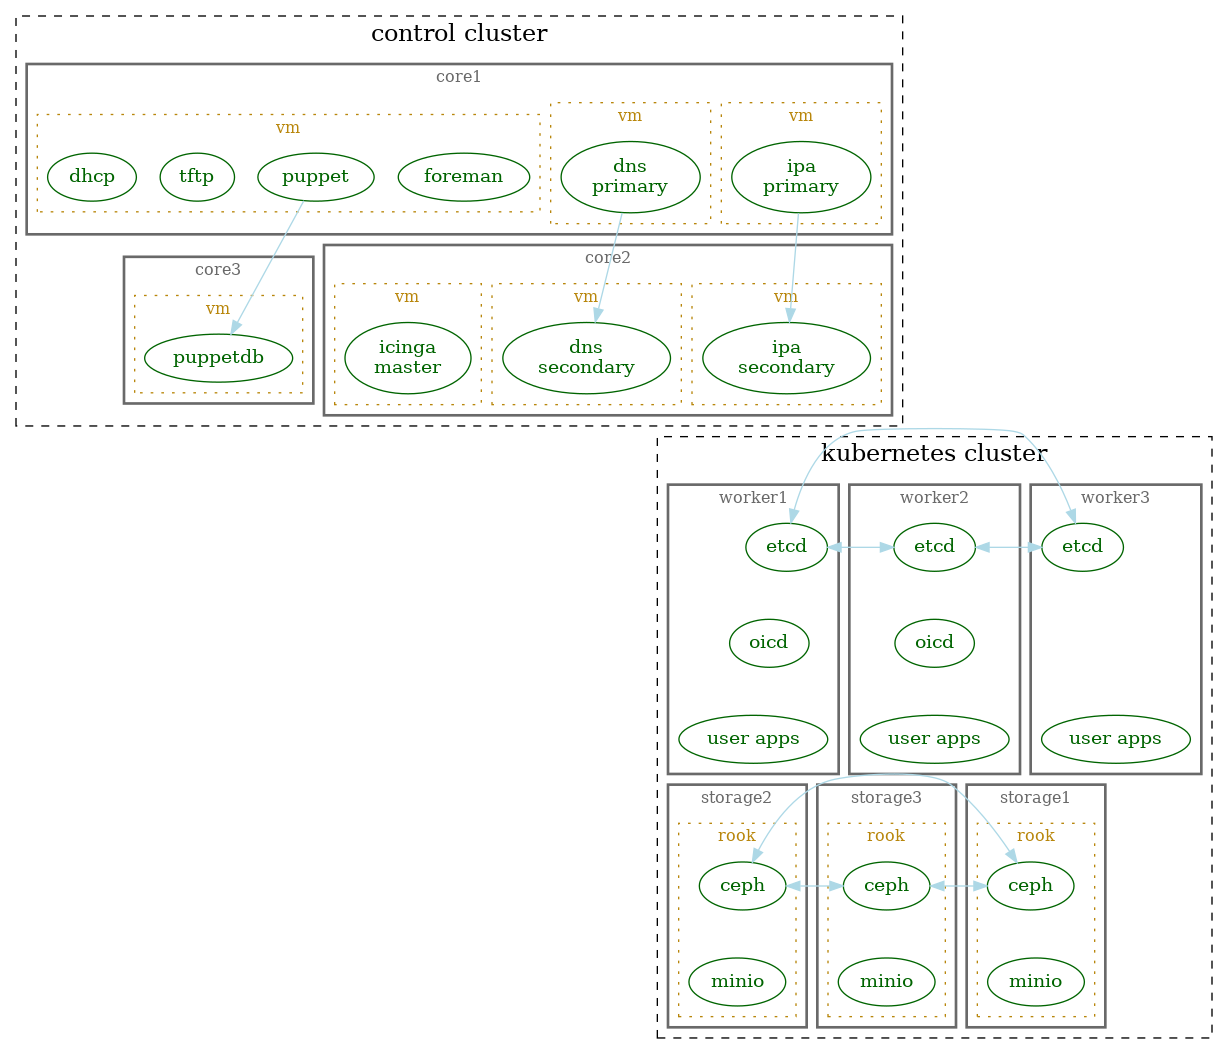 control cluster
core1
vm
dhcp
tftp
puppet
foreman
vm
dns
primary
vm
ipa
primary
core3
vm
puppetdb
core2
vm
icinga
master
vm
dns
secondary
vm
ipa
secondary
kubernetes cluster
worker1
etcd
oicd
user apps
worker2
etcd
oicd
user apps
worker3
etcd
user apps
storage2
rook
ceph
minio
storage3
rook
ceph
minio
storage1
rook
ceph
minio